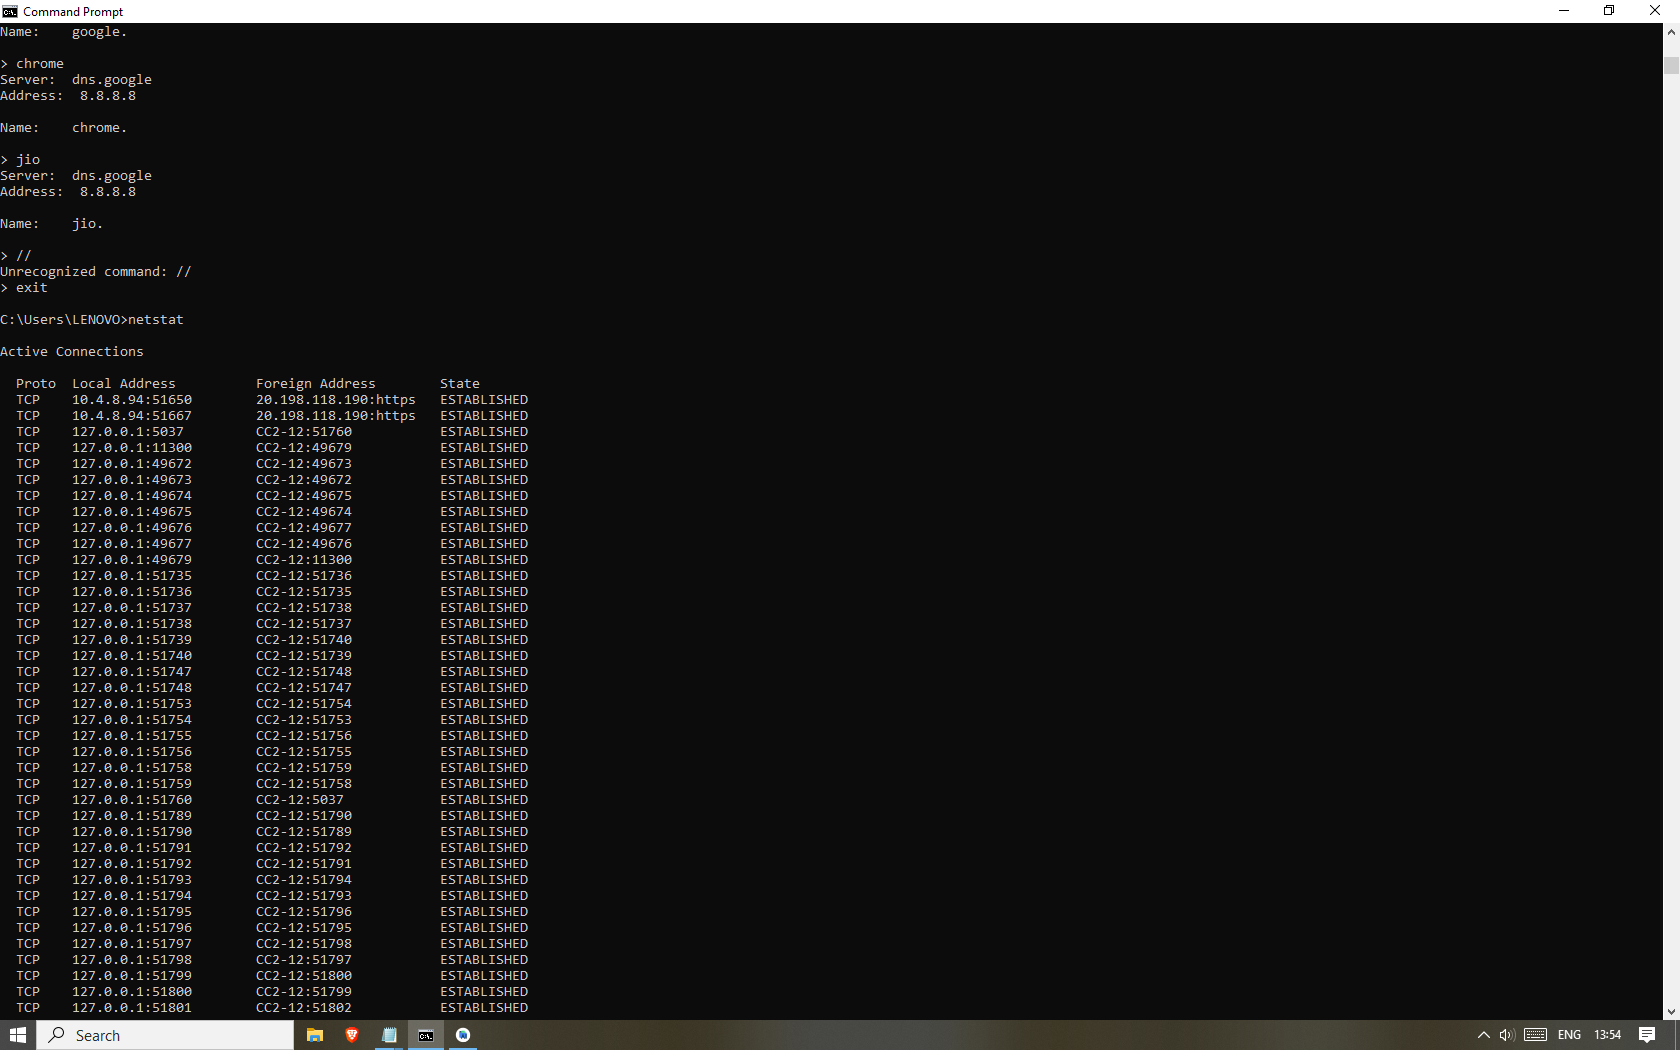 Command Prompt
Name:    google.
> chrome
Server:  dns.google
Address:  8.8.8.8
Name:    chrome.
> jio
Server:  dns.google
Address:  8.8.8.8
Name:    jio.
> //
Unrecognized command: //
> exit
C:\Users\LENOVO>netstat
Active Connections
  Proto  Local Address          Foreign Address        State
  TCP    10.4.8.94:51650        20.198.118.190:https   ESTABLISHED
  TCP    10.4.8.94:51667        20.198.118.190:https   ESTABLISHED
  TCP    127.0.0.1:5037         CC2-12:51760           ESTABLISHED
  TCP    127.0.0.1:11300        CC2-12:49679           ESTABLISHED
  TCP    127.0.0.1:49672        CC2-12:49673           ESTABLISHED
  TCP    127.0.0.1:49673        CC2-12:49672           ESTABLISHED
  TCP    127.0.0.1:49674        CC2-12:49675           ESTABLISHED
  TCP    127.0.0.1:49675        CC2-12:49674           ESTABLISHED
  TCP    127.0.0.1:49676        CC2-12:49677           ESTABLISHED
  TCP    127.0.0.1:49677        CC2-12:49676           ESTABLISHED
  TCP    127.0.0.1:49679        CC2-12:11300           ESTABLISHED
  TCP    127.0.0.1:51735        CC2-12:51736           ESTABLISHED
  TCP    127.0.0.1:51736        CC2-12:51735           ESTABLISHED
  TCP    127.0.0.1:51737        CC2-12:51738           ESTABLISHED
  TCP    127.0.0.1:51738        CC2-12:51737           ESTABLISHED
  TCP    127.0.0.1:51739        CC2-12:51740           ESTABLISHED
  TCP    127.0.0.1:51740        CC2-12:51739           ESTABLISHED
  TCP    127.0.0.1:51747        CC2-12:51748           ESTABLISHED
  TCP    127.0.0.1:51748        CC2-12:51747           ESTABLISHED
  TCP    127.0.0.1:51753        CC2-12:51754           ESTABLISHED
  TCP    127.0.0.1:51754        CC2-12:51753           ESTABLISHED
  TCP    127.0.0.1:51755        CC2-12:51756           ESTABLISHED
  TCP    127.0.0.1:51756        CC2-12:51755           ESTABLISHED
  TCP    127.0.0.1:51758        CC2-12:51759           ESTABLISHED
  TCP    127.0.0.1:51759        CC2-12:51758           ESTABLISHED
  TCP    127.0.0.1:51760        CC2-12:5037            ESTABLISHED
  TCP    127.0.0.1:51789        CC2-12:51790           ESTABLISHED
  TCP    127.0.0.1:51790        CC2-12:51789           ESTABLISHED
  TCP    127.0.0.1:51791        CC2-12:51792           ESTABLISHED
  TCP    127.0.0.1:51792        CC2-12:51791           ESTABLISHED
  TCP    127.0.0.1:51793        CC2-12:51794           ESTABLISHED
  TCP    127.0.0.1:51794        CC2-12:51793           ESTABLISHED
  TCP    127.0.0.1:51795        CC2-12:51796           ESTABLISHED
  TCP    127.0.0.1:51796        CC2-12:51795           ESTABLISHED
  TCP    127.0.0.1:51797        CC2-12:51798           ESTABLISHED
  TCP    127.0.0.1:51798        CC2-12:51797           ESTABLISHED
  TCP    127.0.0.1:51799        CC2-12:51800           ESTABLISHED
  TCP    127.0.0.1:51800        CC2-12:51799           ESTABLISHED
  TCP    127.0.0.1:51801        CC2-12:51802           ESTABLISHED
Search ENG 13:54